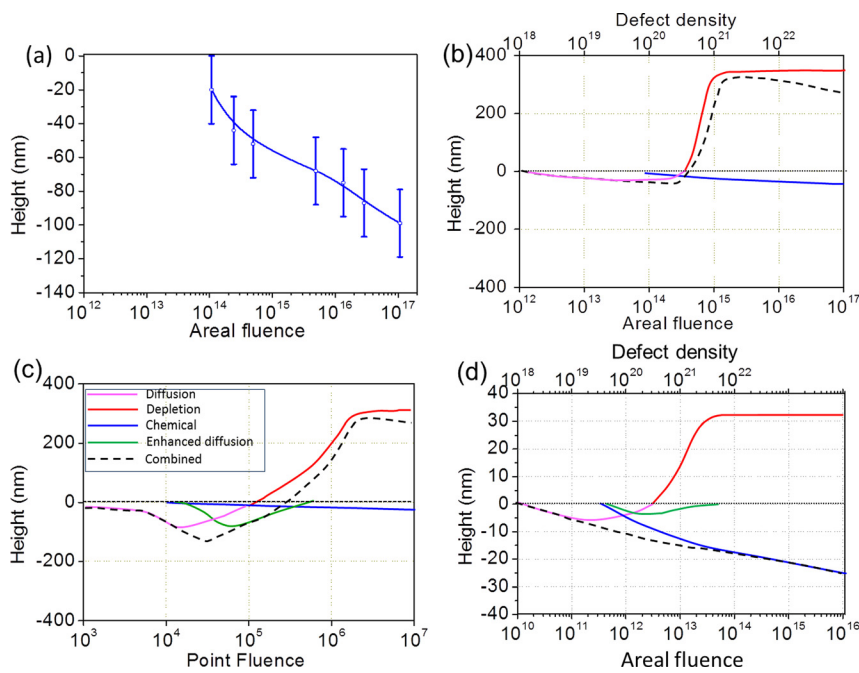 (a)
0
-20
-40
-60
-80
-100
-120
-140
Height (nm)
10^12 10^13 10^14 10^15 10^16 10^17
Areal fluence
(b)
Defect density
10^18 10^19 10^20 10^21 10^22
400
200
0
-200
-400
Height (nm)
10^12 10^13 10^14 10^15 10^16 10^17
Areal fluence
(c)
400
200
0
-200
-400
Height (nm)
Diffusion
Depletion
Chemical
Enhanced diffusion
Combined
10^3 10^4 10^5 10^6 10^7
Point Fluence
(d)
Defect density
10^18 10^19 10^20 10^21 10^22
40
30
20
10
0
-10
-20
-30
-40
Height (nm)
10^10 10^11 10^12 10^13 10^14 10^15 10^16
Areal fluence